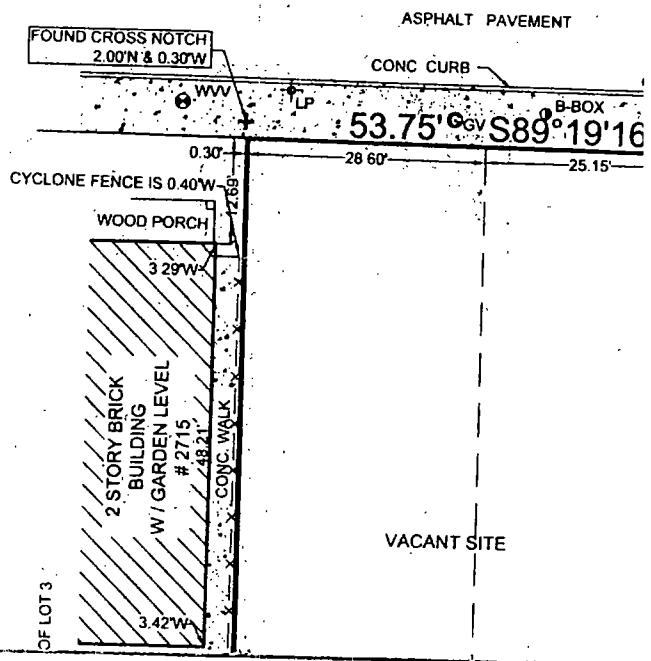 ASPHALT PAVEMENT
FOUND CROSS NOTCH
2.00'N & 0.30'W
CONC CURB
WVV
LP
B-BOX
53.75'
GV
S89°19'16
0.30'
28 60'
25.15'
CYCLONE FENCE IS 0.40'W
12.69'
WOOD PORCH
3 29'W
2 STORY BRICK
BUILDING
W / GARDEN LEVEL
# 2715
48.21'
CONC. WALK
VACANT SITE
OF LOT 3
3.42'W